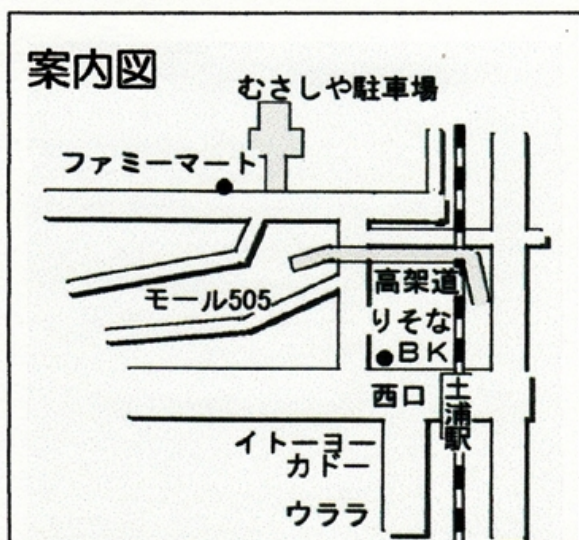 案内図
むさしや駐車場
ファミーマート
モール505
高架道
りそな
BK
西口
土浦駅
イトーヨー
カドー
ウララ